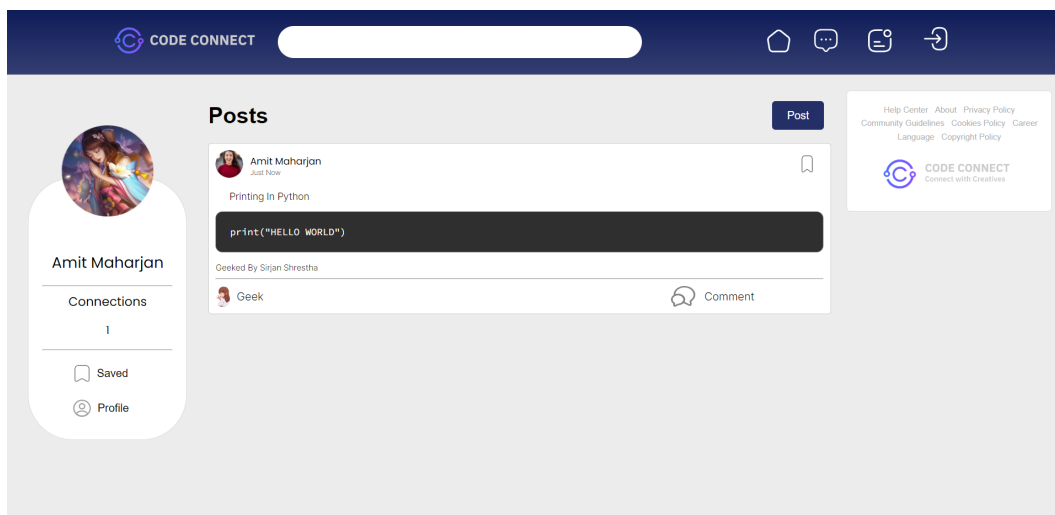 CODE CONNECT
Posts
Post
Amit Maharjan
Just Now
Printing In Python
print("HELLO WORLD")
Geeked By Sirjan Shrestha
Geek
Comment
Amit Maharjan
Connections
1
Saved
Profile
Help Center About Privacy Policy
Community Guidelines Cookies Policy Career
Language Copyright Policy
CODE CONNECT
Connect with Creatives